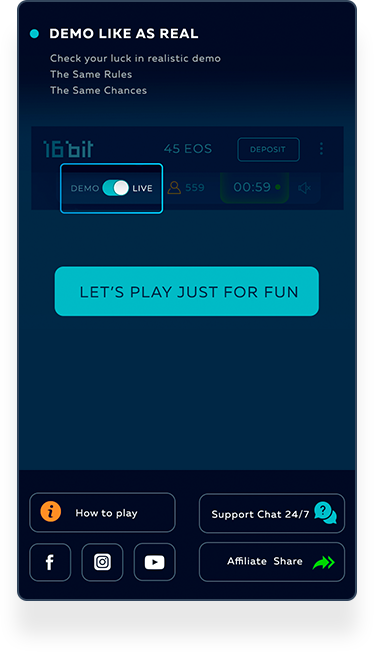 DEMO LIKE AS REAL
Check your luck in realistic demo
The Same Rules
The Same Chances
16bit
45 EOS
DEPOSIT
DEMO
LIVE
559
00:59
LET'S PLAY JUST FOR FUN
How to play
Support Chat 24/7
Affiliate Share